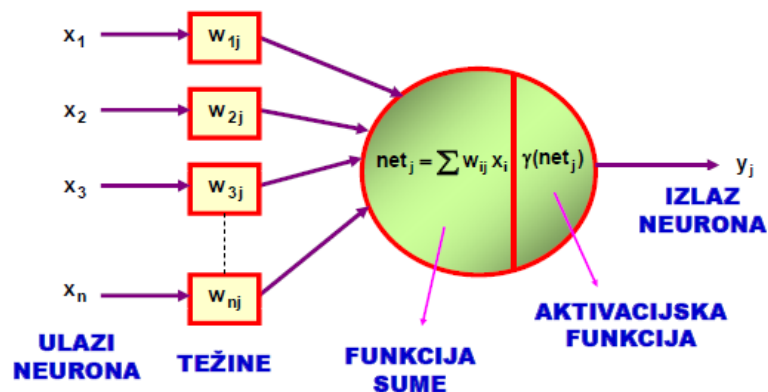 x1 w1j
x2 w2j
x3 w3j
netj = ∑ wij xi γ(netj)
yj
IZLAZ
NEURONA
xn wnj
ULAZI
NEURONA
TEŽINE
FUNKCIJA
SUME
AKTIVACIJSKA
FUNKCIJA